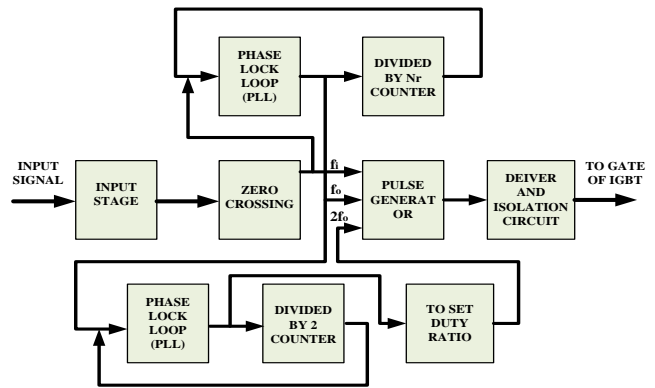 PHASE
LOCK
LOOP
(PLL)
DIVIDED
BY Nr
COUNTER
INPUT
SIGNAL
INPUT
STAGE
ZERO
CROSSING
fi
fo
2fo
PULSE
GENERAT
OR
DEIVER
AND
ISOLATION
CIRCUIT
TO GATE
OF IGBT
PHASE
LOCK
LOOP
(PLL)
DIVIDED
BY 2
COUNTER
TO SET
DUTY
RATIO